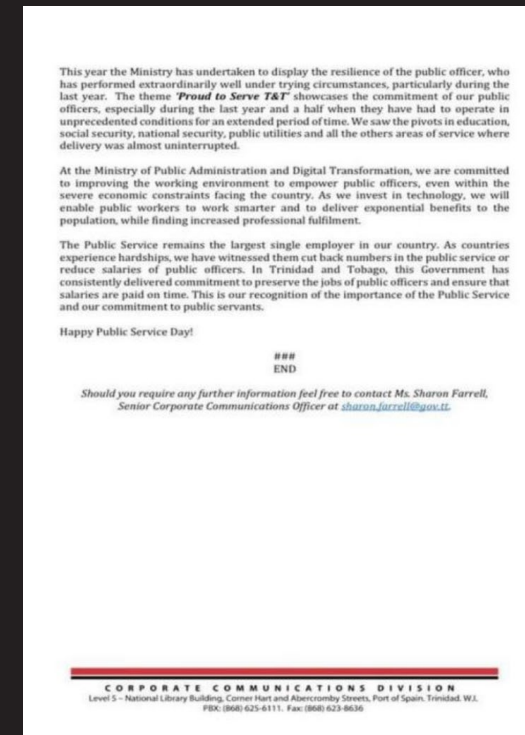 This year the Ministry has undertaken to display the resilience of the public officer, who
has performed extraordinarily well under trying circumstances, particularly during the
last year. The theme 'Proud to Serve T&T' showcases the commitment of our public
officers, especially during the last year and a half when they have had to operate in
unprecedented conditions for an extended period of time. We saw the pivots in education,
social security, national security, public utilities and all the others areas of service where
delivery was almost uninterrupted.
At the Ministry of Public Administration and Digital Transformation, we are committed
to improving the working environment to empower public officers, even within the
severe economic constraints facing the country. As we invest in technology, we will
enable public workers to work smarter and to deliver exponential benefits to the
population, while finding increased professional fulfilment.
The Public Service remains the largest single employer in our country. As countries
experience hardships, we have witnessed them cut back numbers in the public service or
reduce salaries of public officers. In Trinidad and Tobago, this Government has
consistently delivered commitment to preserve the jobs of public officers and ensure that
salaries are paid on time. This is our recognition of the importance of the Public Service
and our commitment to public servants.
Happy Public Service Day!
###
END
Should you require any further information feel free to contact Ms. Sharon Farrell,
Senior Corporate Communications Officer at sharon.farrell@gov.tt.
CORPORATE COMMUNICATIONS DIVISION
Level 5 – National Library Building, Corner Hart and Abercromby Streets, Port of Spain. Trinidad. W.I.
PBX: (868) 625-6111. Fax: (868) 623-8636